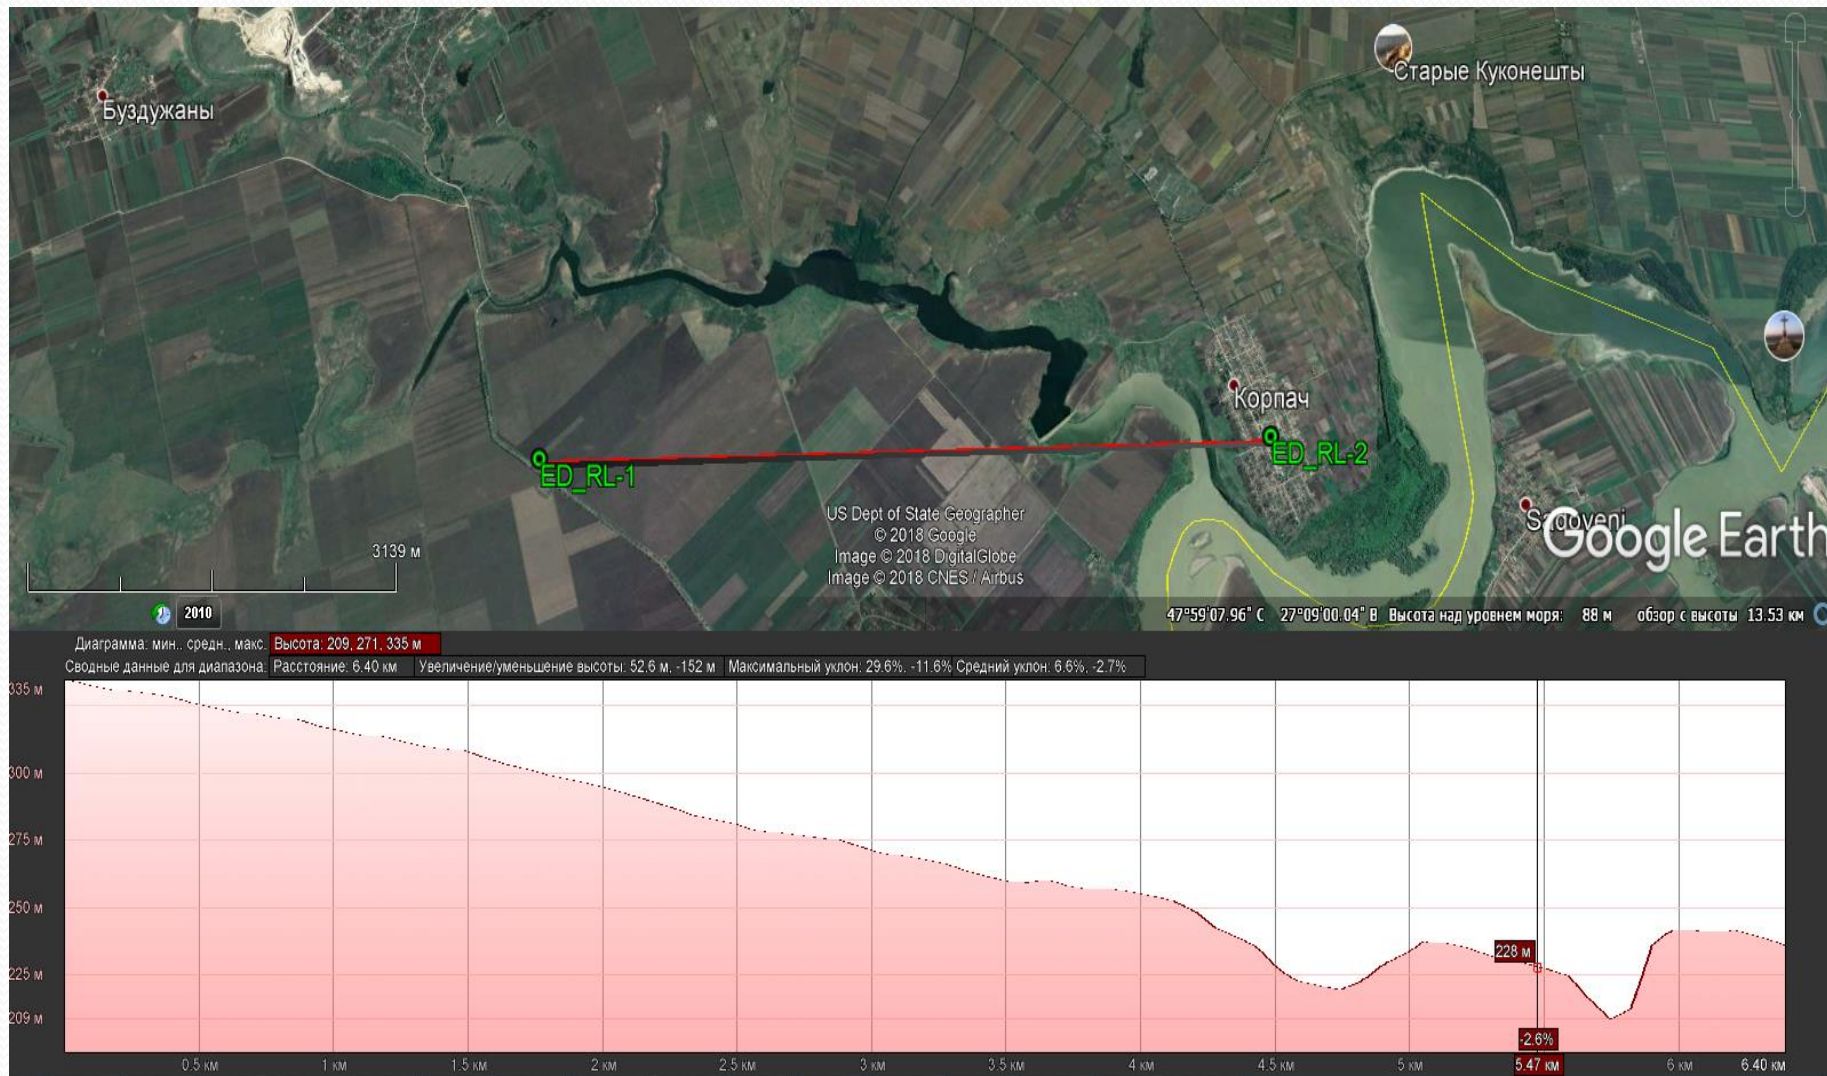 Старые Куконешты
Буздужаны
Корпач
ED_RL-2
ED_RL-1
Sadoveni
US Dept of State Geographer
© 2018 Google
Image © 2018 DigitalGlobe
Image © 2018 CNES / Airbus
Google Earth
3139 м
2010
47°59'07.96" С 27°09'00.04" В Высота над уровнем моря: 88 м обзор с высоты 13.53 км
Диаграмма: мин., средн., макс. Высота: 209, 271, 335 м
Сводные данные для диапазона: Расстояние: 6.40 км Увеличение/уменьшение высоты: 52.6 м, -152 м Максимальный уклон: 29.6%, -11.6% Средний уклон: 6.6%, -2.7%
335 м
300 м
275 м
250 м
228 м
225 м
209 м
-2.6%
0.5 км 1 км 1.5 км 2 км 2.5 км 3 км 3.5 км 4 км 4.5 км 5 км 5.47 км 6 км 6.40 км